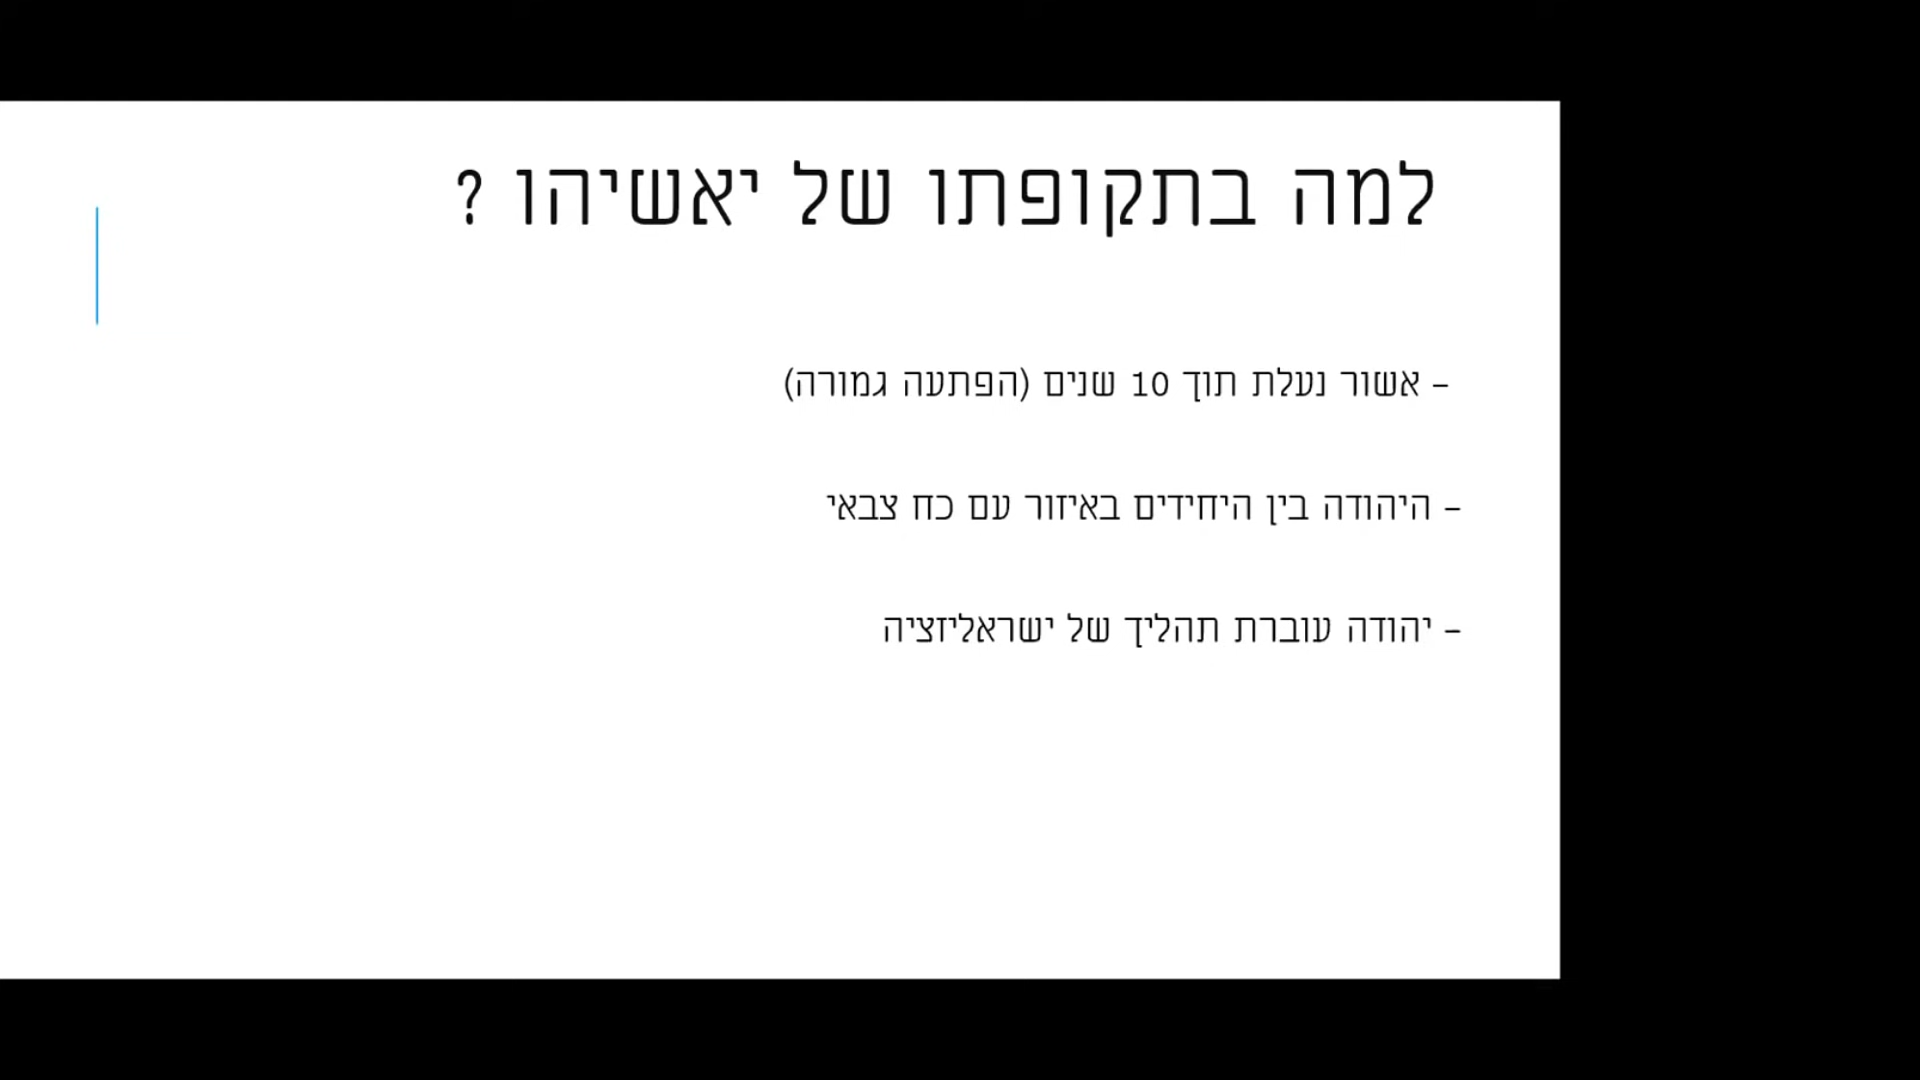 למה בתקופתו של יאשיהו ?
– אשור נעלת תוך 10 שנים (הפתעה גמורה)
– היהודה בין היחידים באיזור עם כח צבאי
– יהודה עוברת תהליך של ישראליזציה